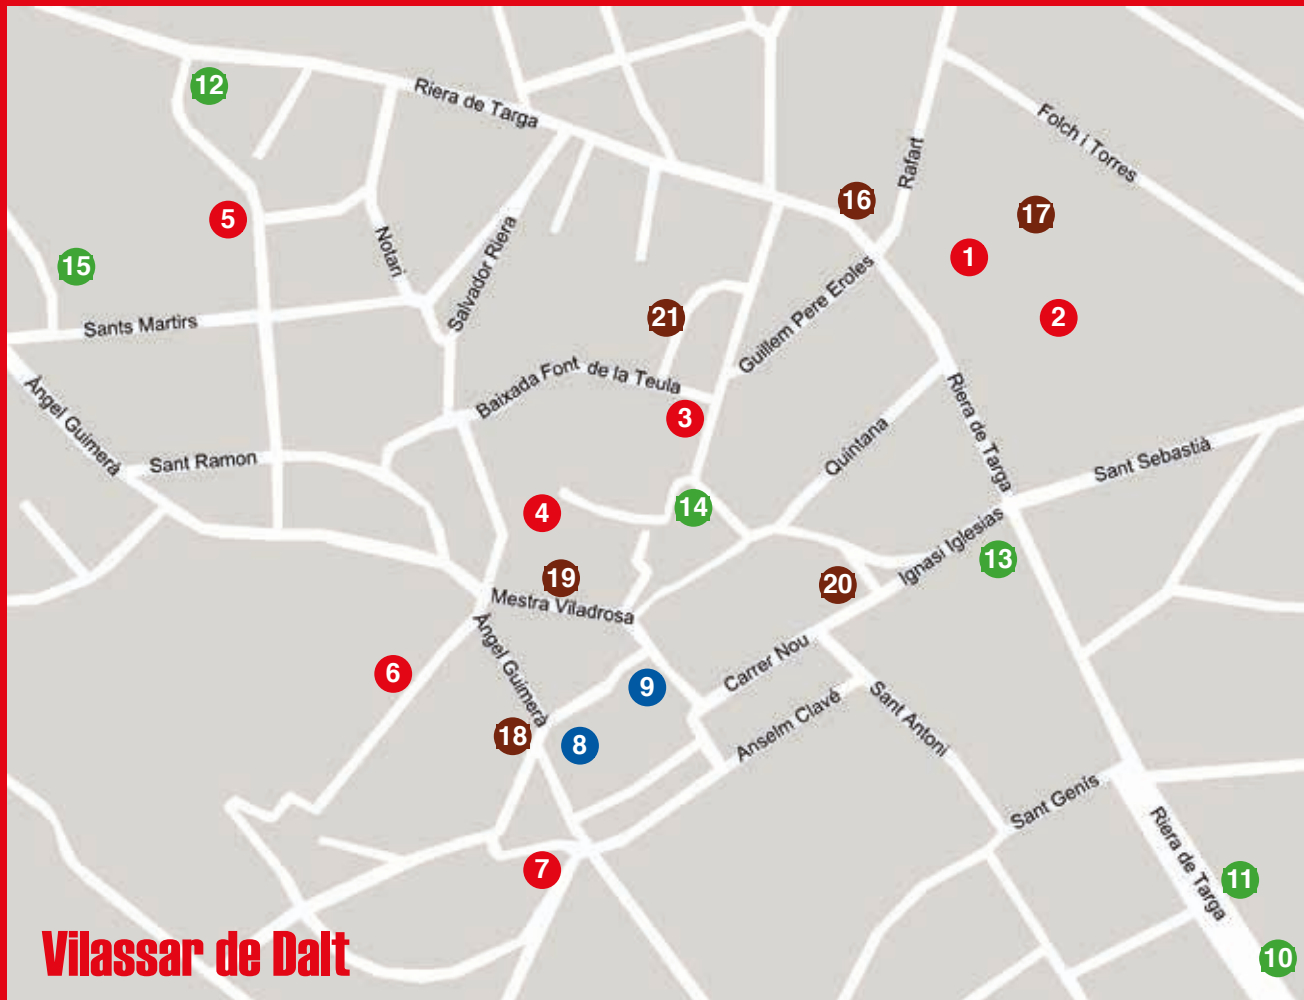 12
Riera de Targa
Folch i Torres
Rafart
16
17
5
Notari
Salvador Riera
1
15
Guillem Pere Eroles
21
2
Sants Martirs
Baixada Font de la Teula
Àngel Guimerà
3
Riera de Targa
Quintana
Sant Sebastià
Sant Ramon
4
14
Ignasi Iglesias
13
19
20
Mestra Viladrosa
Àngel Guimerà
6
Carrer Nou
9
Sant Antoni
Anselm Clavé
18
8
Sant Genís
Riera de Targa
7
11
Vilassar de Dalt
10